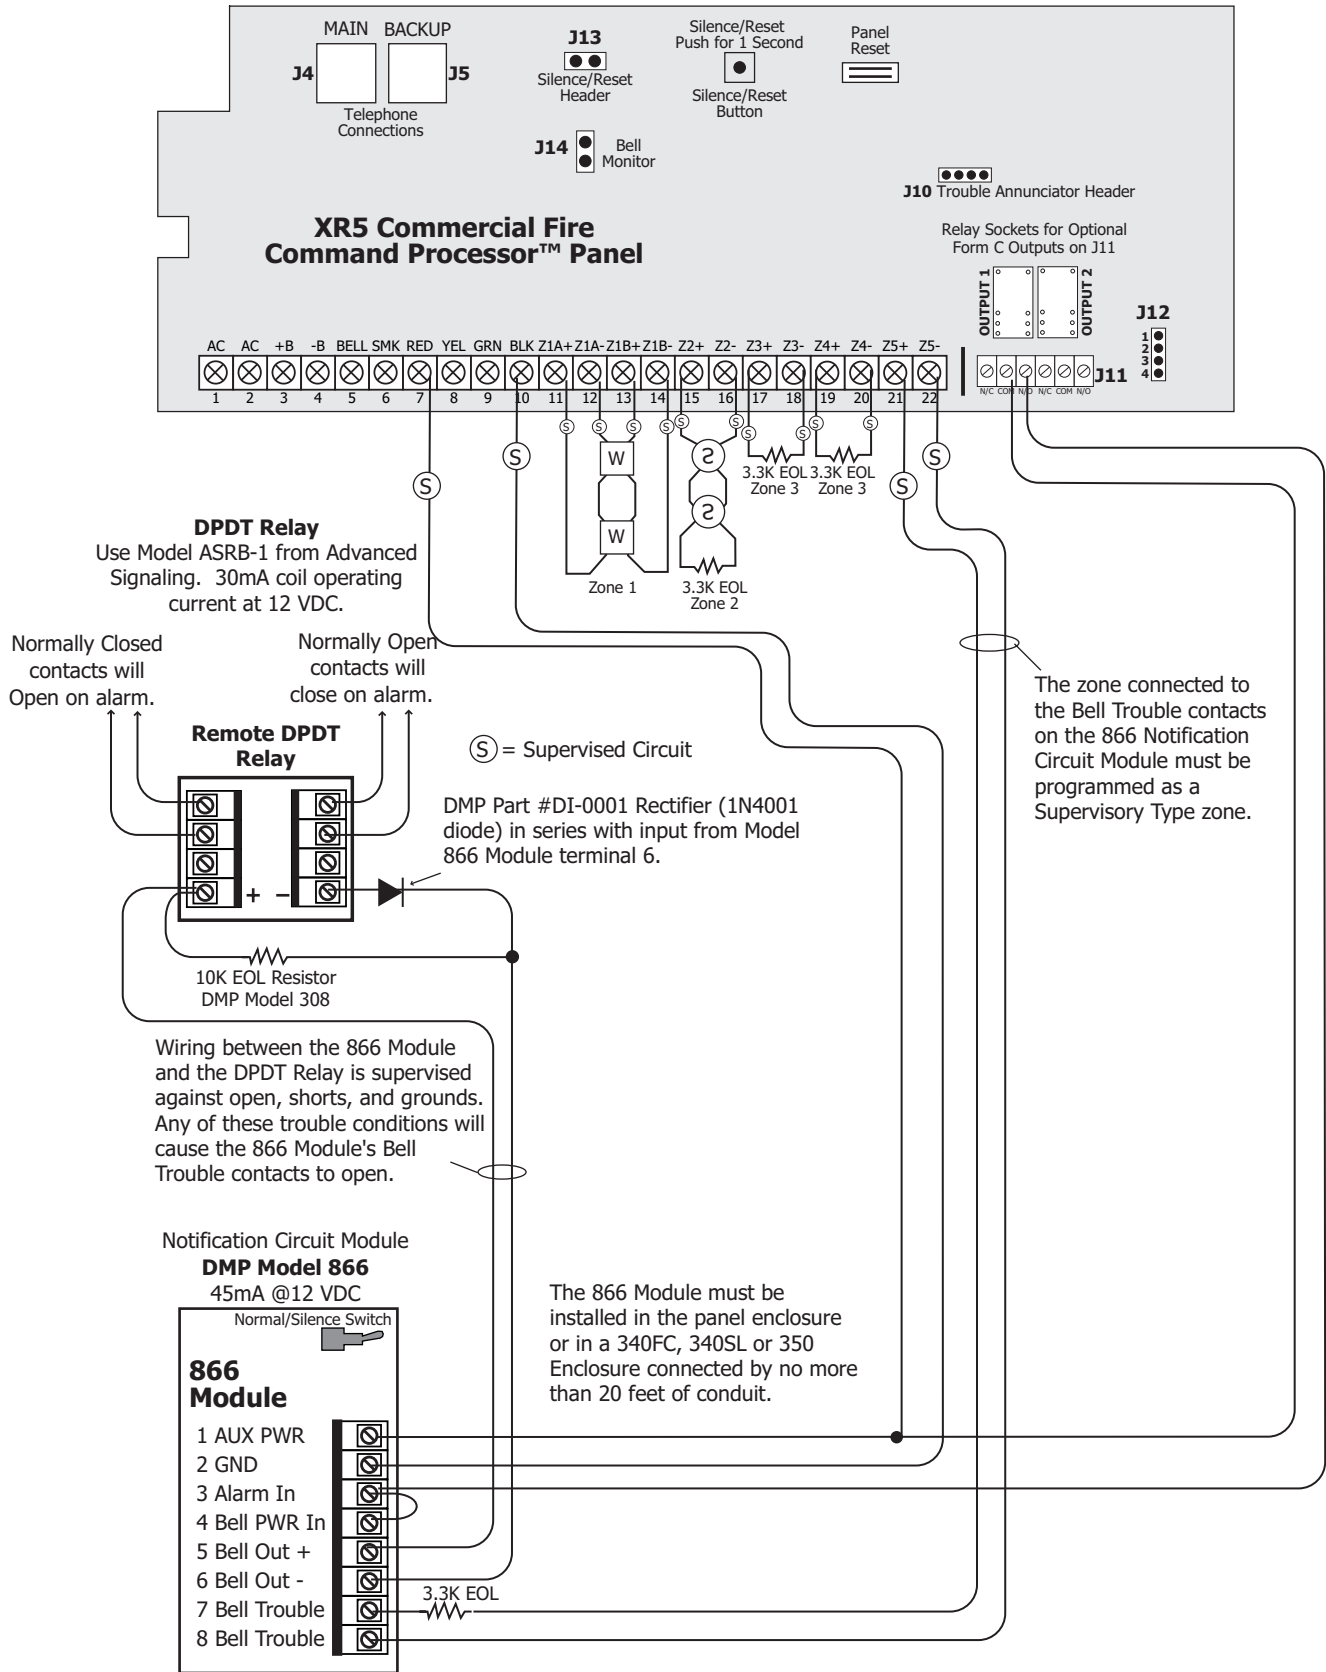 MAIN BACKUP
J4
J5
Telephone
Connections
J13
Silence/Reset
Header
J14
Bell
Monitor
Silence/Reset
Push for 1 Second
Silence/Reset
Button
Panel
Reset
J10 Trouble Annunciator Header
XR5 Commercial Fire
Command Processor™ Panel
Relay Sockets for Optional
Form C Outputs on J11
OUTPUT 1
OUTPUT 2
J12
1
2
3
4
AC AC +B -B BELL SMK RED YEL GRN BLK Z1A+ Z1A- Z1B+ Z1B- Z2+ Z2- Z3+ Z3- Z4+ Z4- Z5+ Z5-
1 2 3 4 5 6 7 8 9 10 11 12 13 14 15 16 17 18 19 20 21 22
J11
N/C COM N/O N/C COM N/O
S S S S S S S S S S
S S
S S
W
W
Zone 1
S
S
3.3K EOL
Zone 2
3.3K EOL
Zone 3
3.3K EOL
Zone 3
DPDT Relay
Use Model ASRB-1 from Advanced
Signaling. 30mA coil operating
current at 12 VDC.
Normally Closed
contacts will
Open on alarm.
Normally Open
contacts will
close on alarm.
Remote DPDT
Relay
+ -
S = Supervised Circuit
DMP Part #DI-0001 Rectifier (1N4001
diode) in series with input from Model
866 Module terminal 6.
The zone connected to
the Bell Trouble contacts
on the 866 Notification
Circuit Module must be
programmed as a
Supervisory Type zone.
10K EOL Resistor
DMP Model 308
Wiring between the 866 Module
and the DPDT Relay is supervised
against open, shorts, and grounds.
Any of these trouble conditions will
cause the 866 Module's Bell
Trouble contacts to open.
Notification Circuit Module
DMP Model 866
45mA @12 VDC
Normal/Silence Switch
866
Module
1 AUX PWR
2 GND
3 Alarm In
4 Bell PWR In
5 Bell Out +
6 Bell Out -
7 Bell Trouble
8 Bell Trouble
3.3K EOL
The 866 Module must be
installed in the panel enclosure
or in a 340FC, 340SL or 350
Enclosure connected by no more
than 20 feet of conduit.